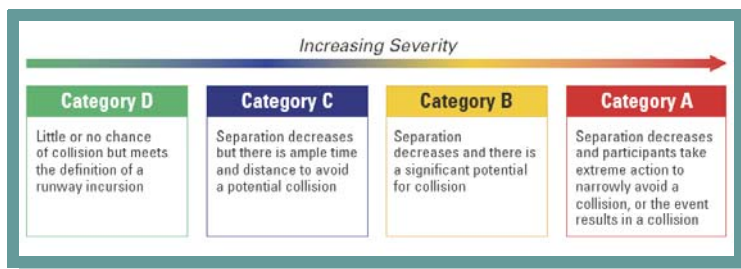 Increasing Severity
Category D
Little or no chance
of collision but meets
the definition of a
runway incursion
Category C
Separation decreases
but there is ample time
and distance to avoid
a potential collision
Category B
Separation
decreases and there is
a significant potential
for collision
Category A
Separation decreases
and participants take
extreme action to
narrowly avoid a
collision, or the event
results in a collision